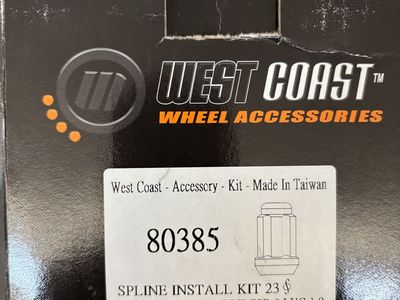 WEST COAST™
WHEEL ACCESSORIES
West Coast - Accessory - Kit - Made In Taiwan
80385
SPLINE INSTALL KIT 23